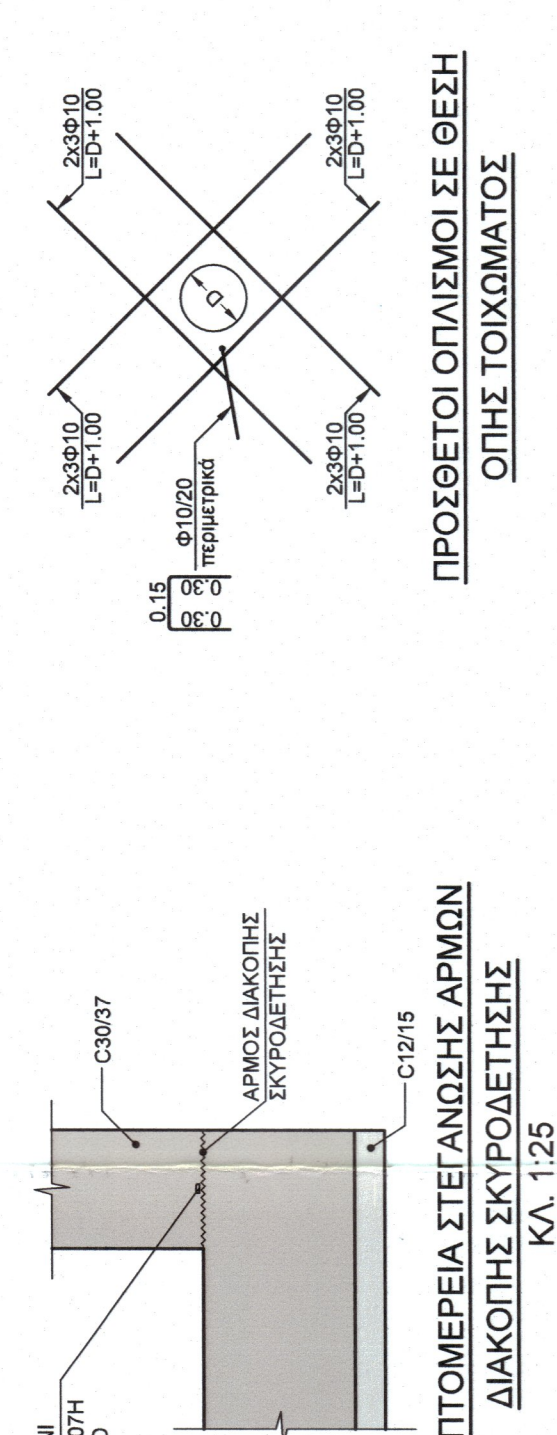 2x3Φ10
L=D+1.00
2x3Φ10
L=D+1.00
D
2x3Φ10
L=D+1.00
2x3Φ10
L=D+1.00
Φ10/20
περιμετρικά
0.15
0.30
0.30
ΠΡΟΣΘΕΤΟΙ ΟΠΛΙΣΜΟΙ ΣΕ ΘΕΣΗ
ΟΠΗΣ ΤΟΙΧΩΜΑΤΟΣ
C30/37
ΑΡΜΟΣ ΔΙΑΚΟΠΗΣ
ΣΚΥΡΟΔΕΤΗΣΗΣ
C12/15
07H
ΠΤΟΜΕΡΕΙΑ ΣΤΕΓΑΝΩΣΗΣ ΑΡΜΩΝ
ΔΙΑΚΟΠΗΣ ΣΚΥΡΟΔΕΤΗΣΗΣ
ΚΛ. 1:25